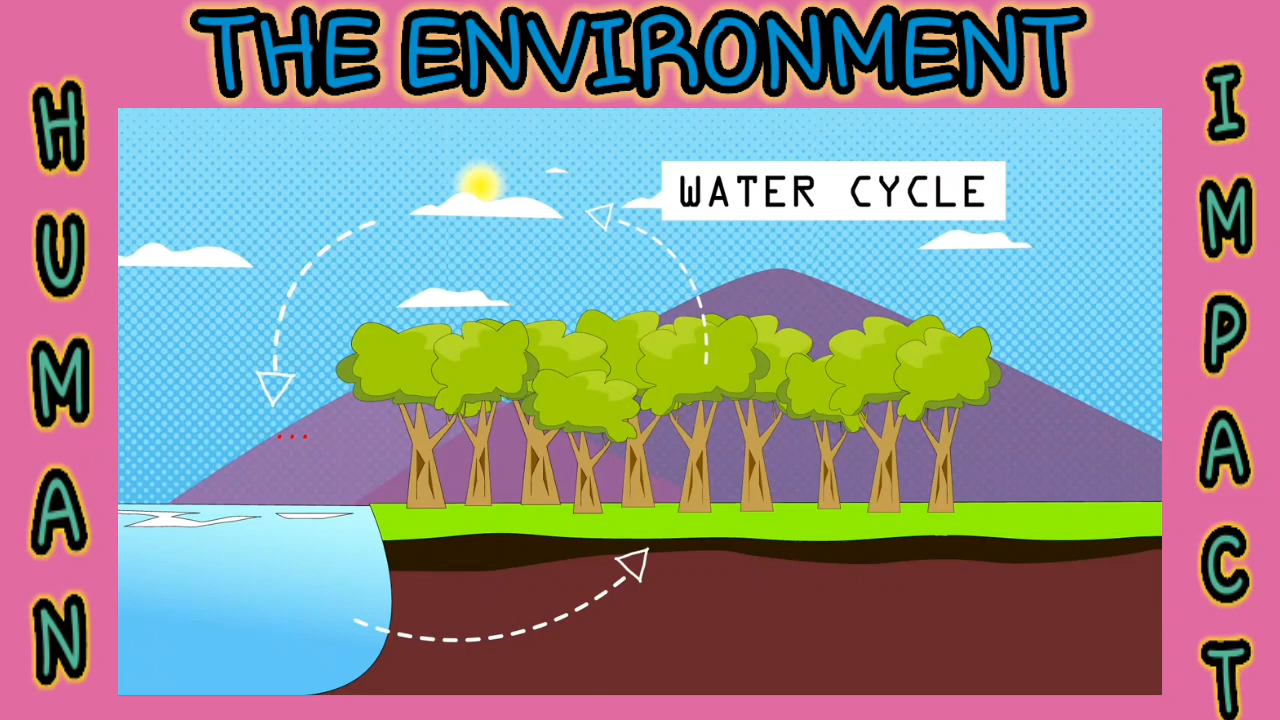 THE ENVIRONMENT
HUMAN
IMPACT
WATER CYCLE
...